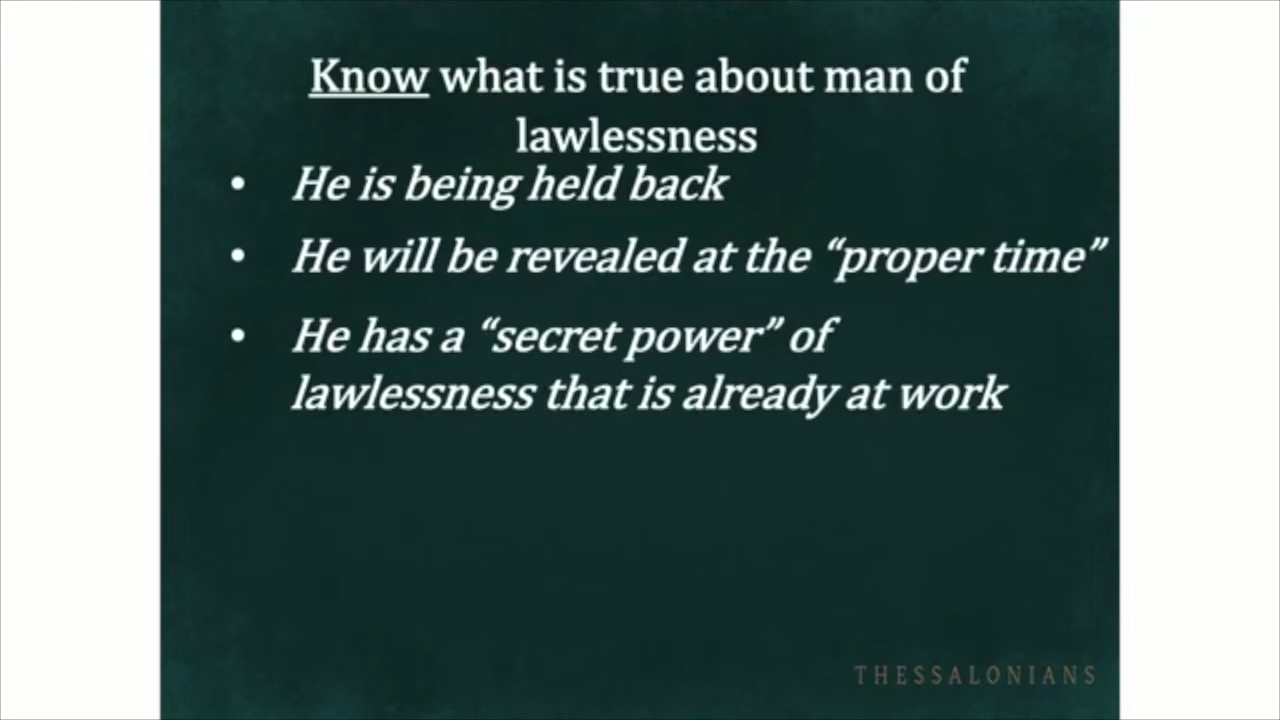 Know what is true about man of
lawlessness
• He is being held back
• He will be revealed at the “proper time”
• He has a “secret power” of
lawlessness that is already at work
THESSALONIANS